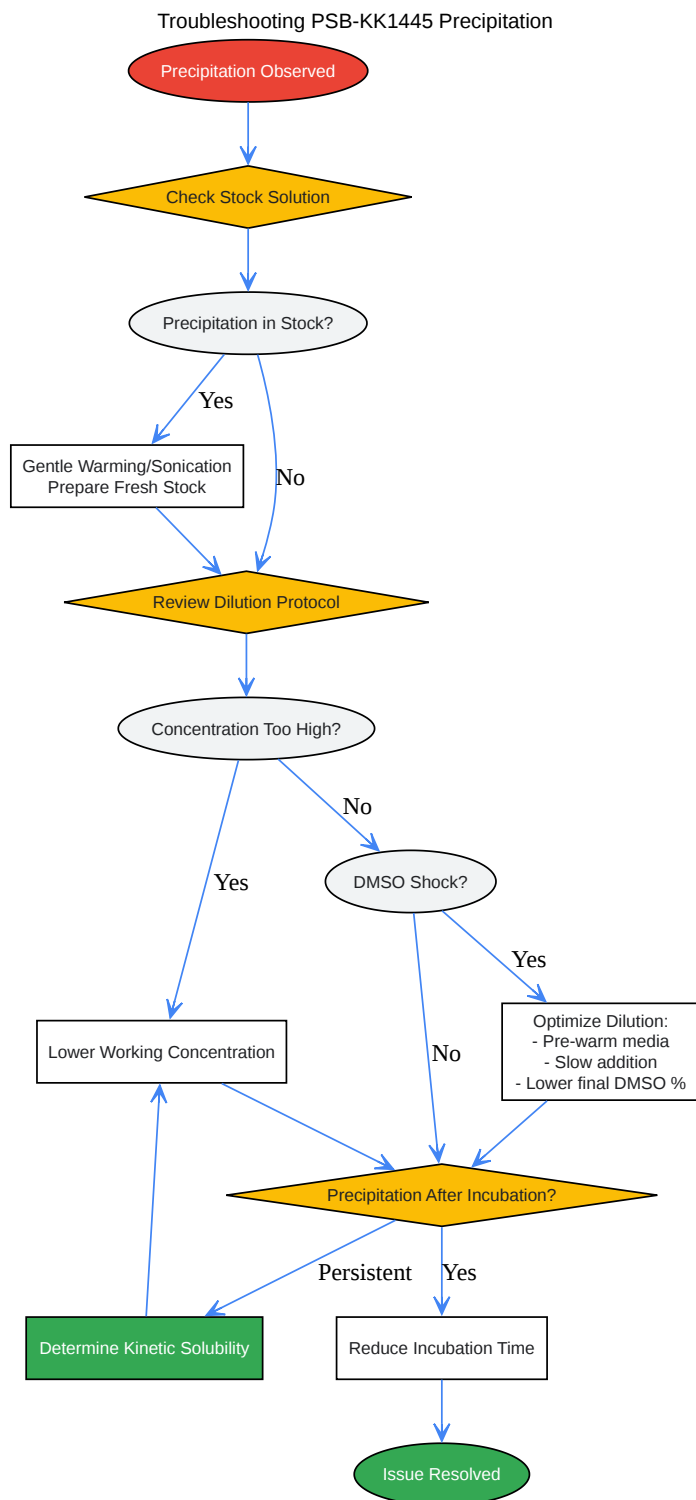 Troubleshooting PSB-KK1445 Precipitation
Precipitation Observed
Check Stock Solution
Precipitation in Stock?
Yes
Gentle Warming/Sonication
Prepare Fresh Stock
No
Review Dilution Protocol
Concentration Too High?
No
Yes
DMSO Shock?
Yes
Optimize Dilution:
- Pre-warm media
- Slow addition
- Lower final DMSO %
Lower Working Concentration
No
Precipitation After Incubation?
Persistent
Yes
Determine Kinetic Solubility
Reduce Incubation Time
Issue Resolved